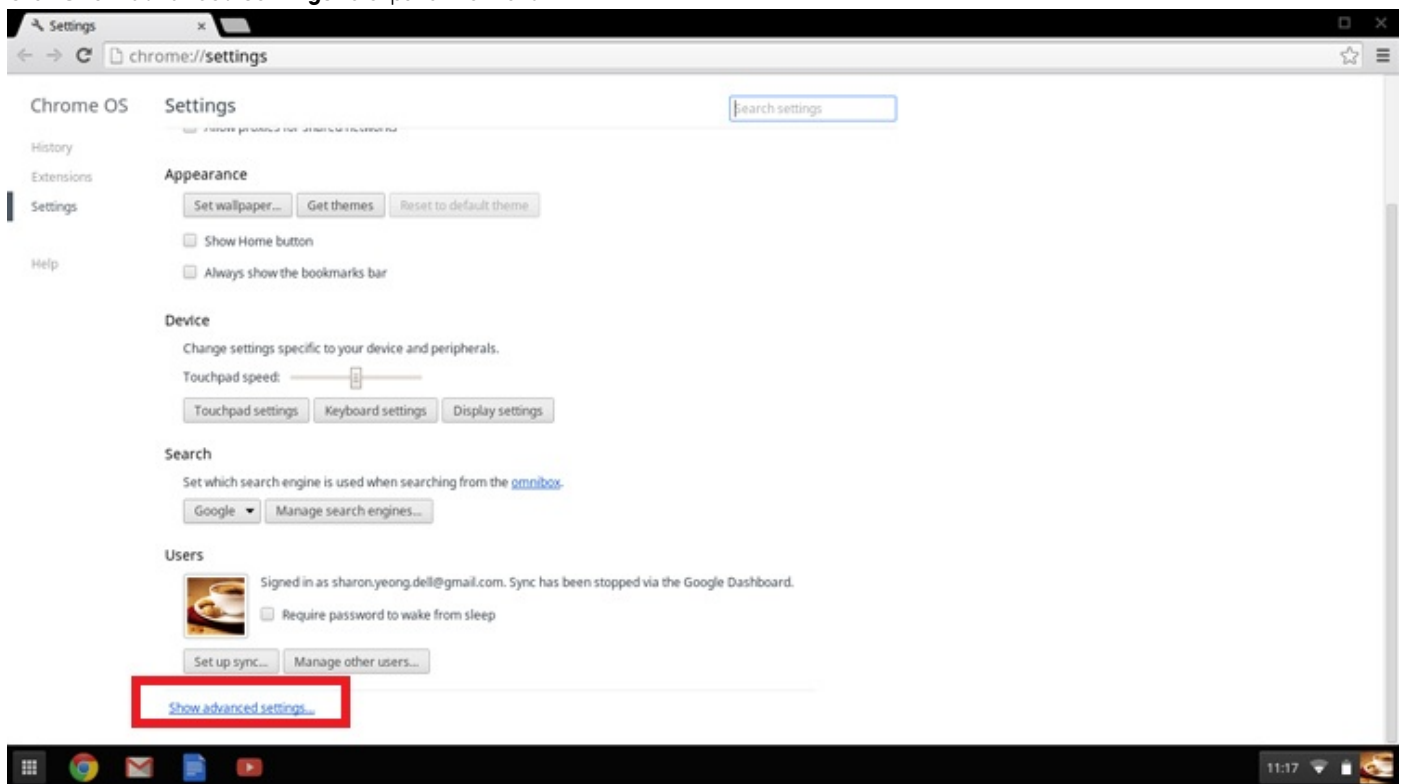 Settings
chrome://settings
Chrome OS
Settings
Search settings
Allow proxies for shared networks
History
Extensions
Settings
Help
Appearance
Set wallpaper... Get themes Reset to default theme
Show Home button
Always show the bookmarks bar
Device
Change settings specific to your device and peripherals.
Touchpad speed:
Touchpad settings Keyboard settings Display settings
Search
Set which search engine is used when searching from the omnibox.
Google Manage search engines...
Users
Signed in as sharon.yeong.dell@gmail.com. Sync has been stopped via the Google Dashboard.
Require password to wake from sleep
Set up sync... Manage other users...
Show advanced settings...
11:17